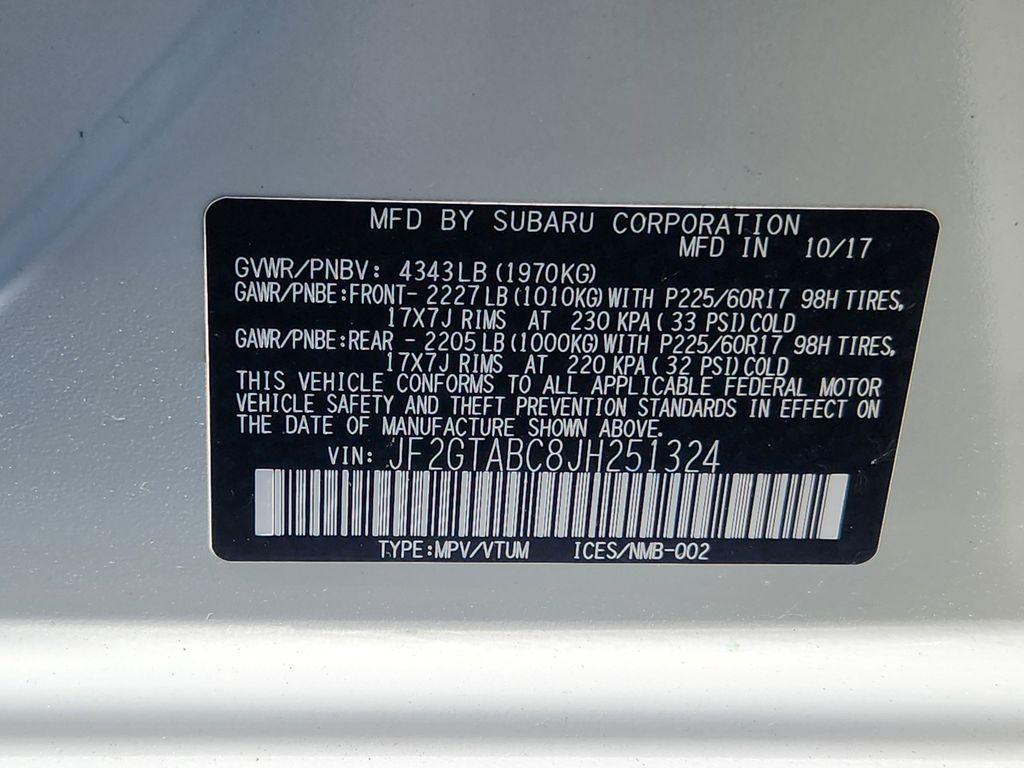 MFD BY SUBARU CORPORATION
MFD IN 10/17
GVWR/PNBV: 4343LB (1970KG)
GAWR/PNBE:FRONT- 2227LB (1010KG) WITH P225/60R17 98H TIRES,
17X7J RIMS AT 230 KPA (33 PSI) COLD
GAWR/PNBE:REAR - 2205LB (1000KG) WITH P225/60R17 98H TIRES,
17X7J RIMS AT 220 KPA (32 PSI) COLD
THIS VEHICLE CONFORMS TO ALL APPLICABLE FEDERAL MOTOR
VEHICLE SAFETY AND THEFT PREVENTION STANDARDS IN EFFECT ON
THE DATE OF MANUFACTURE SHOWN ABOVE.
VIN: JF2GTABC8JH251324
TYPE:MPV/VTUM ICES/NMB-002